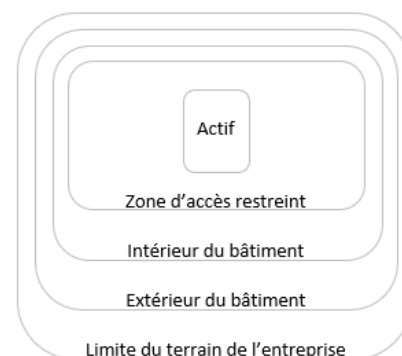 Actif
Zone d'accès restreint
Intérieur du bâtiment
Extérieur du bâtiment
Limite du terrain de l'entreprise